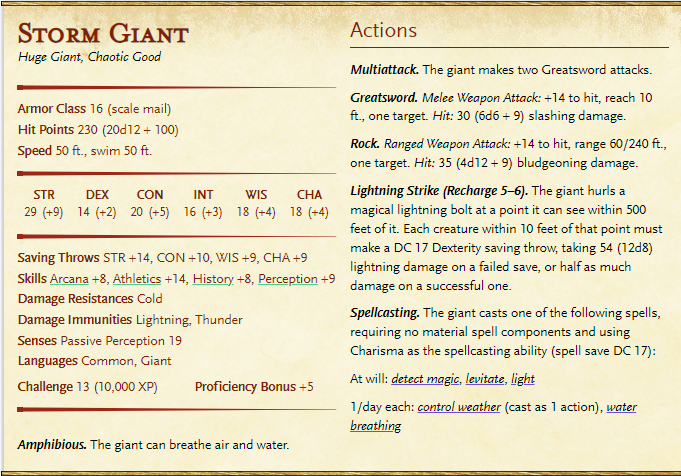 STORM GIANT
Huge Giant, Chaotic Good
Armor Class 16 (scale mail)
Hit Points 230 (20d12 + 100)
Speed 50 ft., swim 50 ft.
STR DEX CON INT WIS CHA
29 (+9) 14 (+2) 20 (+5) 16 (+3) 18 (+4) 18 (+4)
Saving Throws STR +14, CON +10, WIS +9, CHA +9
Skills Arcana +8, Athletics +14, History +8, Perception +9
Damage Resistances Cold
Damage Immunities Lightning, Thunder
Senses Passive Perception 19
Languages Common, Giant
Challenge 13 (10,000 XP) Proficiency Bonus +5
Amphibious. The giant can breathe air and water.
Actions
Multiattack. The giant makes two Greatsword attacks.
Greatsword. Melee Weapon Attack: +14 to hit, reach 10
ft., one target. Hit: 30 (6d6 + 9) slashing damage.
Rock. Ranged Weapon Attack: +14 to hit, range 60/240 ft.,
one target. Hit: 35 (4d12 + 9) bludgeoning damage.
Lightning Strike (Recharge 5–6). The giant hurls a
magical lightning bolt at a point it can see within 500
feet of it. Each creature within 10 feet of that point must
make a DC 17 Dexterity saving throw, taking 54 (12d8)
lightning damage on a failed save, or half as much
damage on a successful one.
Spellcasting. The giant casts one of the following spells,
requiring no material spell components and using
Charisma as the spellcasting ability (spell save DC 17):
At will: detect magic, levitate, light
1/day each: control weather (cast as 1 action), water
breathing